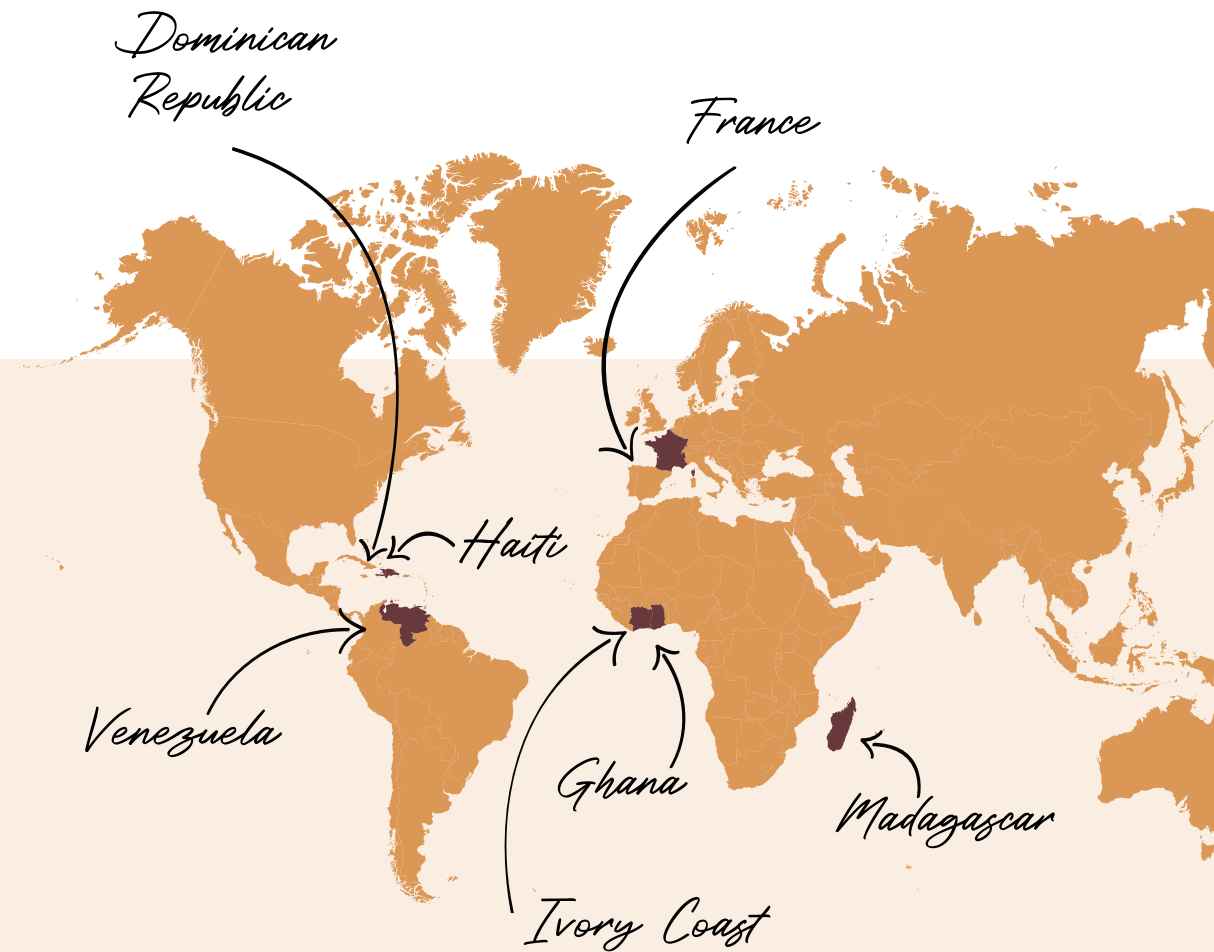 Dominican
Republic
France
Haiti
Venezuela
Ghana
Madagascar
Ivory Coast